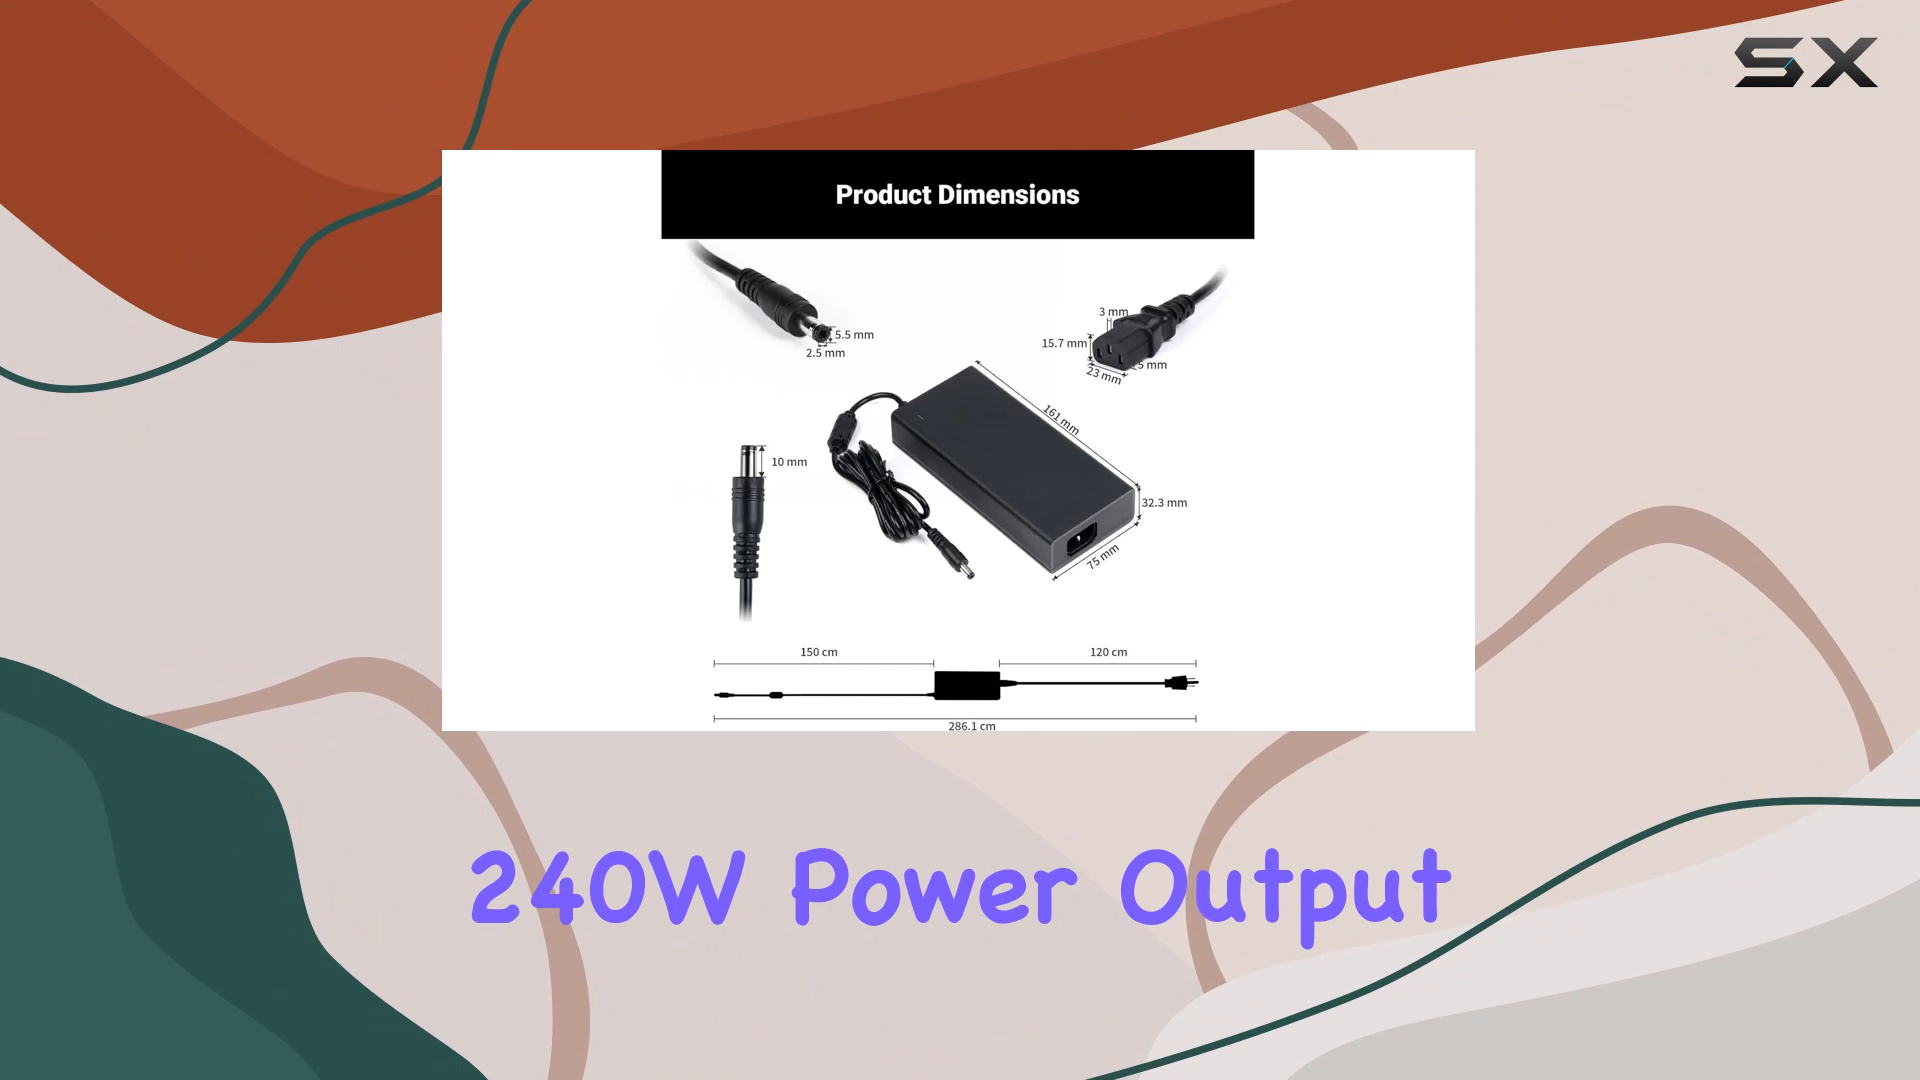 SX
Product Dimensions
5.5 mm
2.5 mm
3 mm
15.7 mm
5 mm
23 mm
161 mm
10 mm
32.3 mm
75 mm
150 cm
120 cm
286.1 cm
240W Power Output